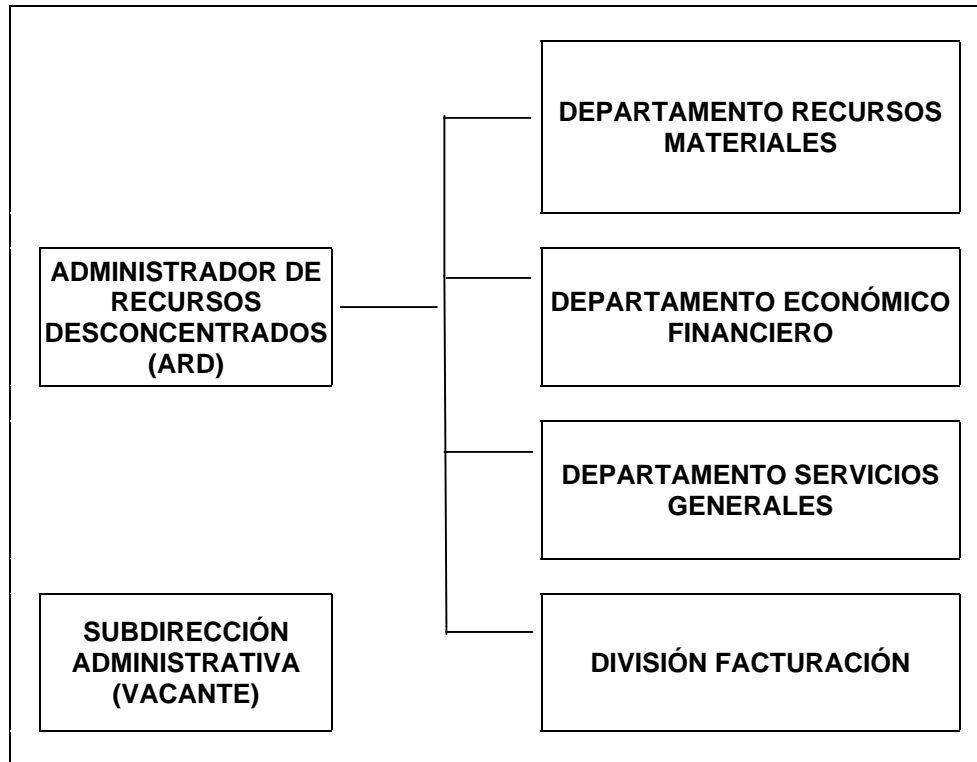 DEPARTAMENTO RECURSOS
MATERIALES
ADMINISTRADOR DE
RECURSOS
DESCONCENTRADOS
(ARD)
DEPARTAMENTO ECONÓMICO
FINANCIERO
DEPARTAMENTO SERVICIOS
GENERALES
SUBDIRECCIÓN
ADMINISTRATIVA
(VACANTE)
DIVISIÓN FACTURACIÓN